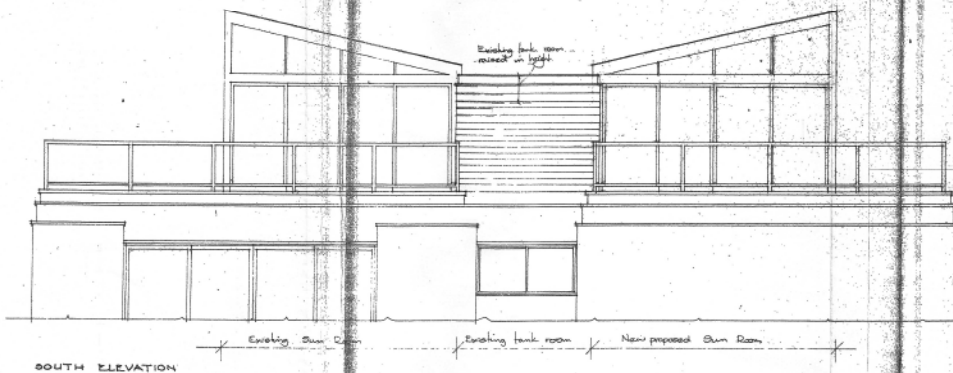 Existing tank room
raised in height
Existing Sun Room
Existing tank room
New proposed Sun Room
SOUTH ELEVATION